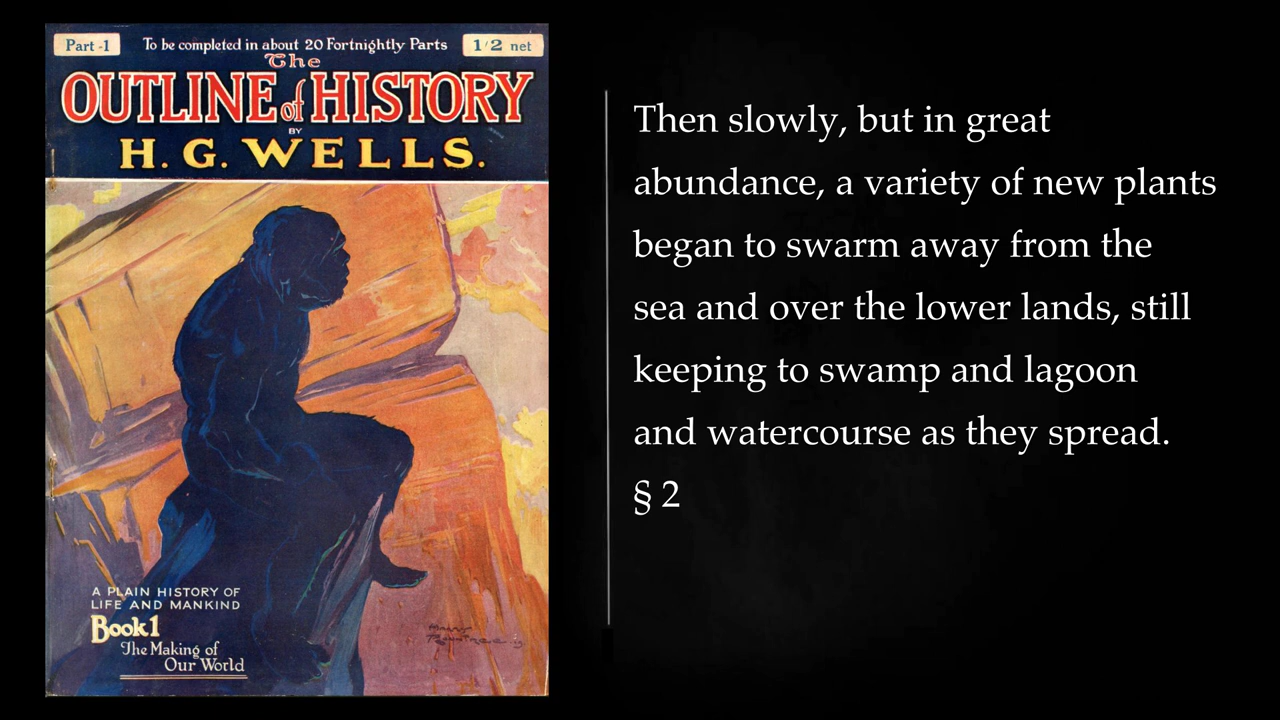 Part -1
To be completed in about 20 Fortnightly Parts
1/2 net
The
OUTLINE of HISTORY
BY
H. G. WELLS.
A PLAIN HISTORY OF
LIFE AND MANKIND
Book 1
The Making of
Our World
Then slowly, but in great
abundance, a variety of new plants
began to swarm away from the
sea and over the lower lands, still
keeping to swamp and lagoon
and watercourse as they spread.
§ 2